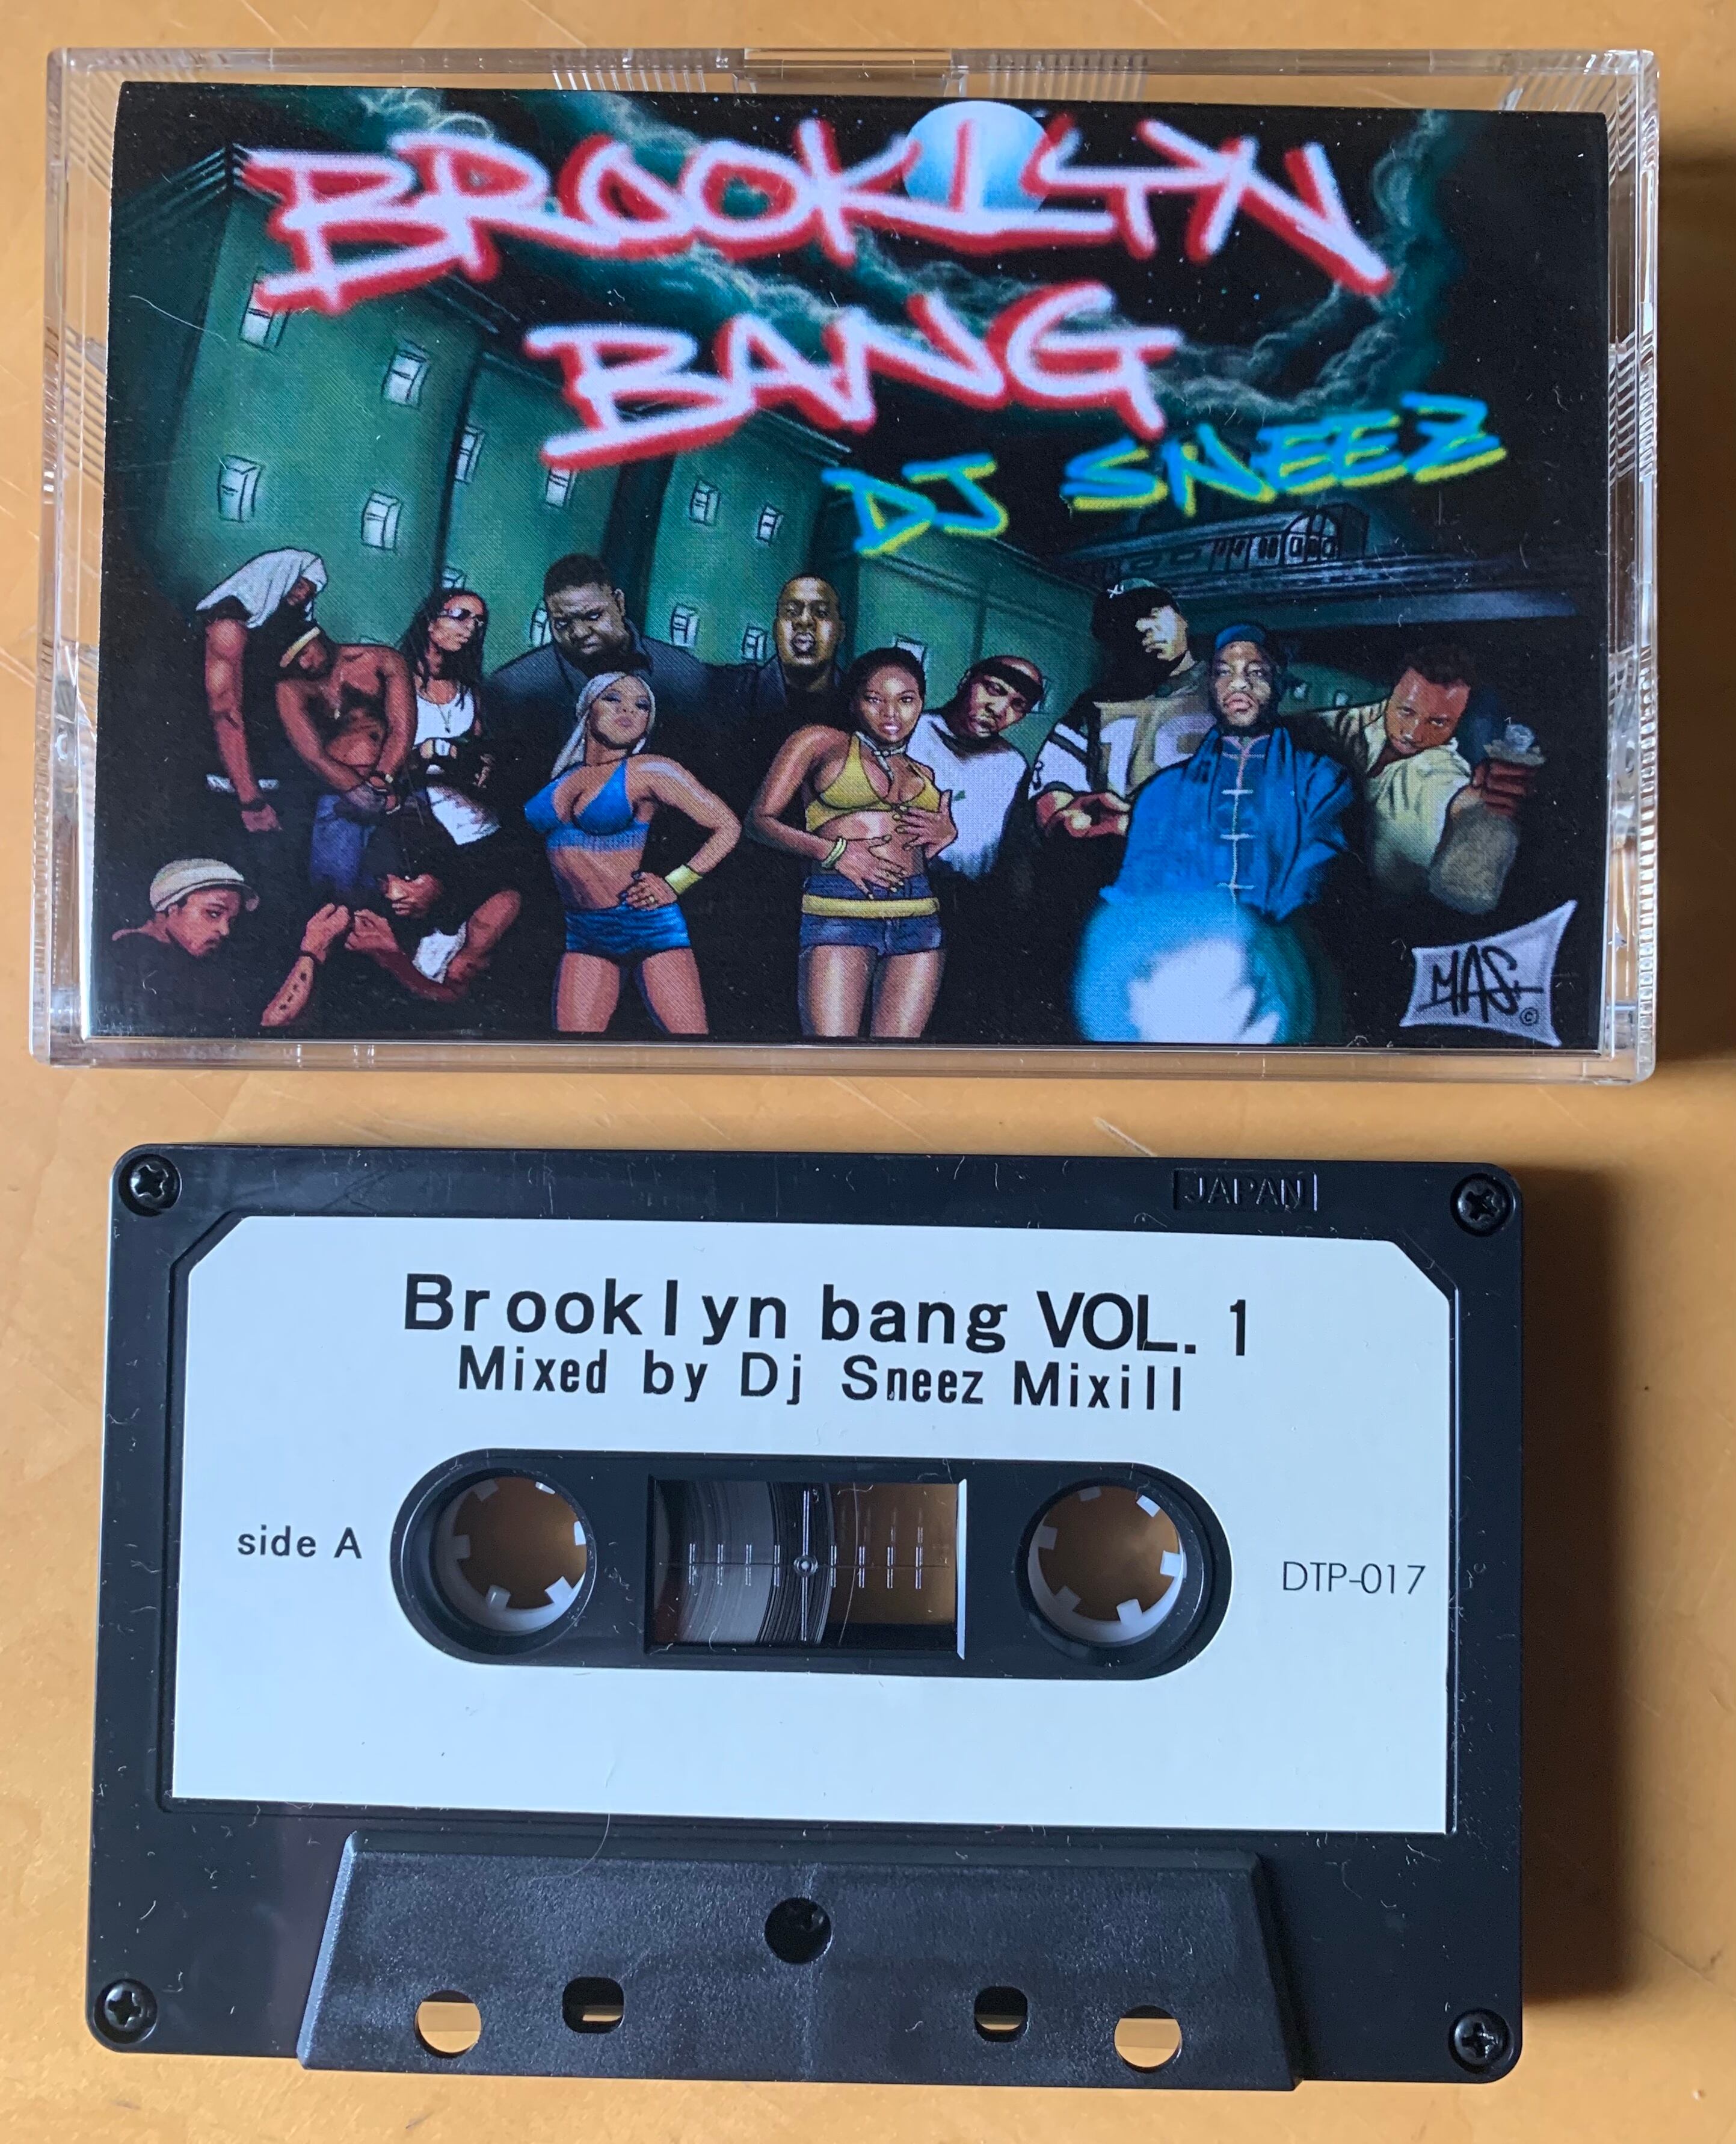 BROOKLYN
BANG
DJ SNEEZ
MAS
©
JAPAN
Brooklyn bang VOL. 1
Mixed by Dj Sneez Mixill
side A
DTP-017